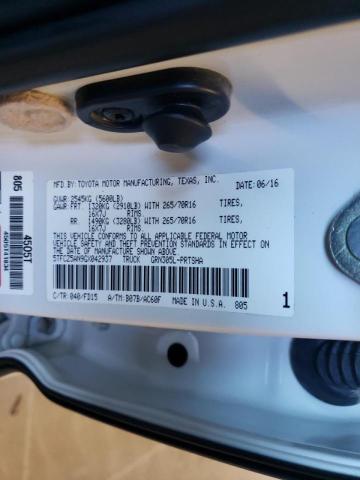 MFD.BY:TOYOTA MOTOR MANUFACTURING, TEXAS, INC. DATE: 06/16
GVWR 2545KG (5600LB)
GAWR FRT 1320KG (2910LB) WITH 265/70R16 TIRES,
16X7J RIMS
RR. 1490KG (3280LB) WITH 265/70R16 TIRES,
16X7J RIMS
THIS VEHICLE CONFORMS TO ALL APPLICABLE FEDERAL MOTOR
VEHICLE SAFETY AND THEFT PREVENTION STANDARDS IN EFFECT ON
THE DATE OF MANUFACTURE SHOWN ABOVE.
5TFCZ5AN9GX042937 TRUCK GRN305L-PRTSHA
C/TR:040/FD15 A/TM:B07B/AC60F MADE IN U.S.A. 805
1
805
4505T